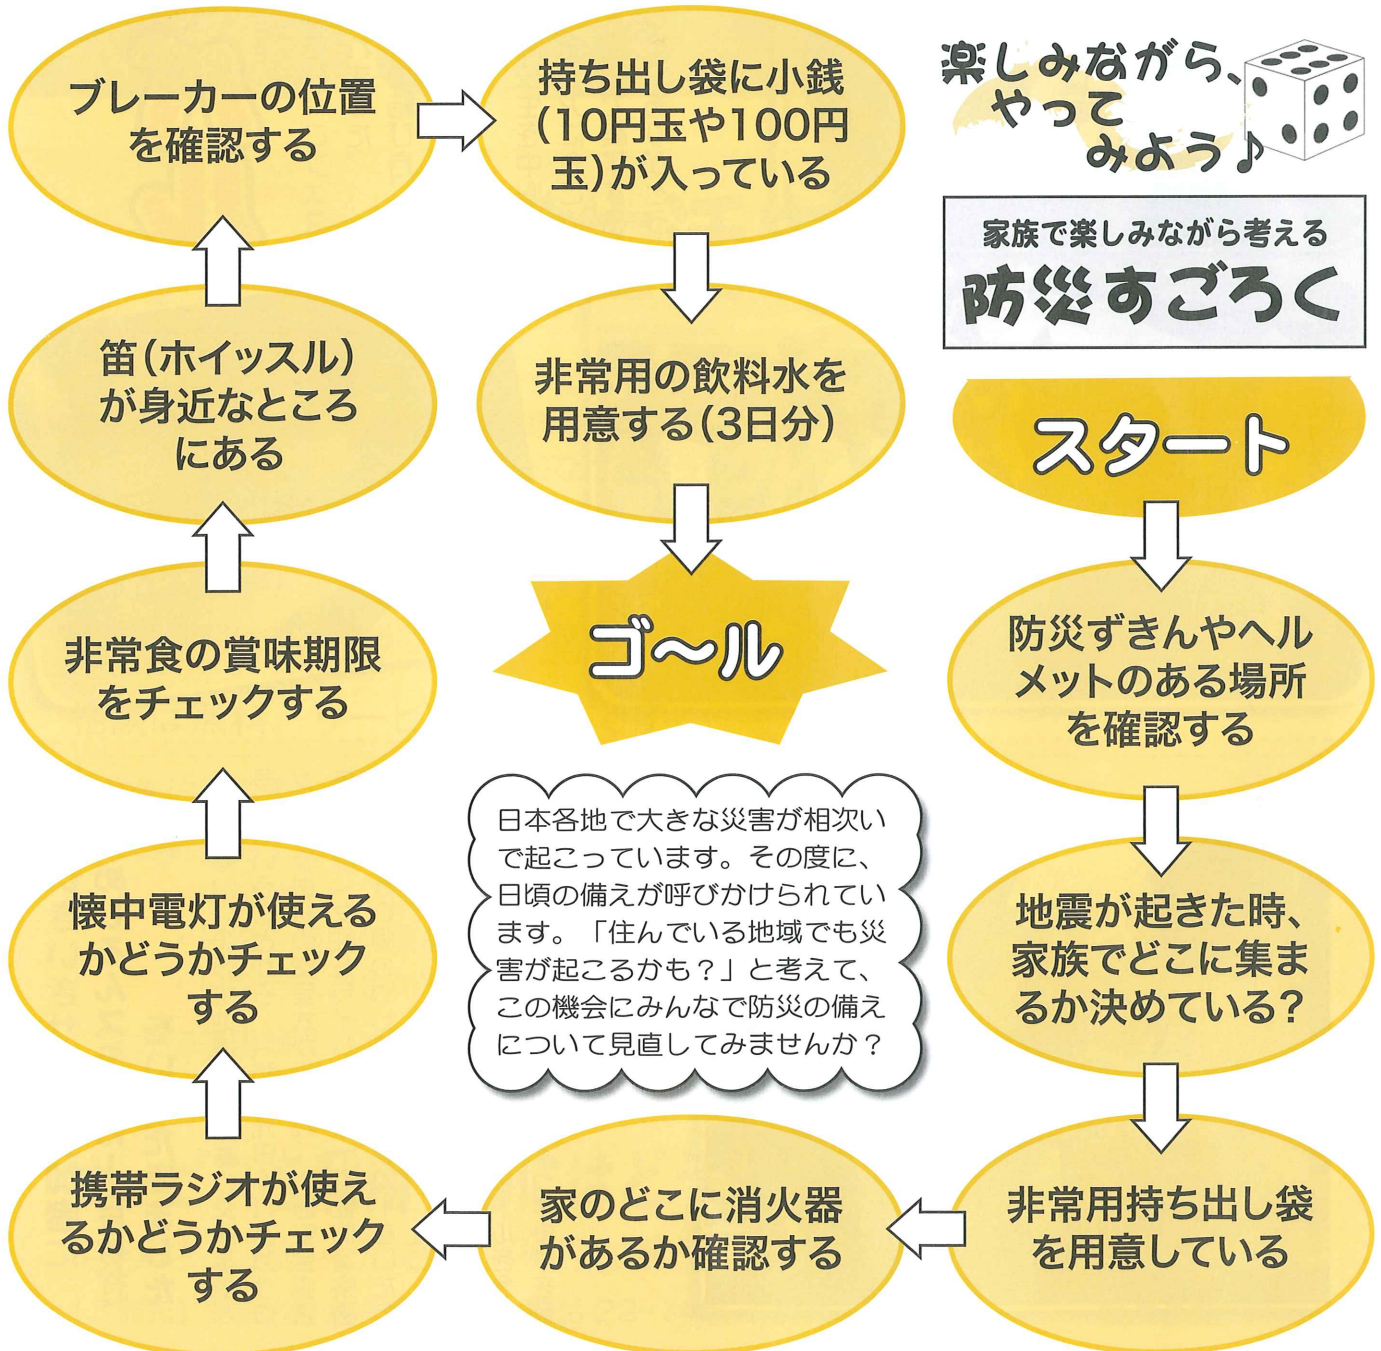 楽しみながら、
やって
みよう♪
家族で楽しみながら考える
防災すごろく
スタート
防災ずきんやヘル
メットのある場所
を確認する
地震が起きた時、
家族でどこに集ま
るか決めている?
非常用持ち出し袋
を用意している
家のどこに消火器
があるか確認する
携帯ラジオが使え
るかどうかチェック
する
懐中電灯が使える
かどうかチェック
する
非常食の賞味期限
をチェックする
笛(ホイッスル)
が身近なところ
にある
ブレーカーの位置
を確認する
持ち出し袋に小銭
(10円玉や100円
玉)が入っている
非常用の飲料水を
用意する(3日分)
ゴ～ル
日本各地で大きな災害が相次い
で起こっています。その度に、
日頃の備えが呼びかけられてい
ます。「住んでいる地域でも災
害が起こるかも?」と考えて、
この機会にみんなで防災の備え
について見直してみませんか?